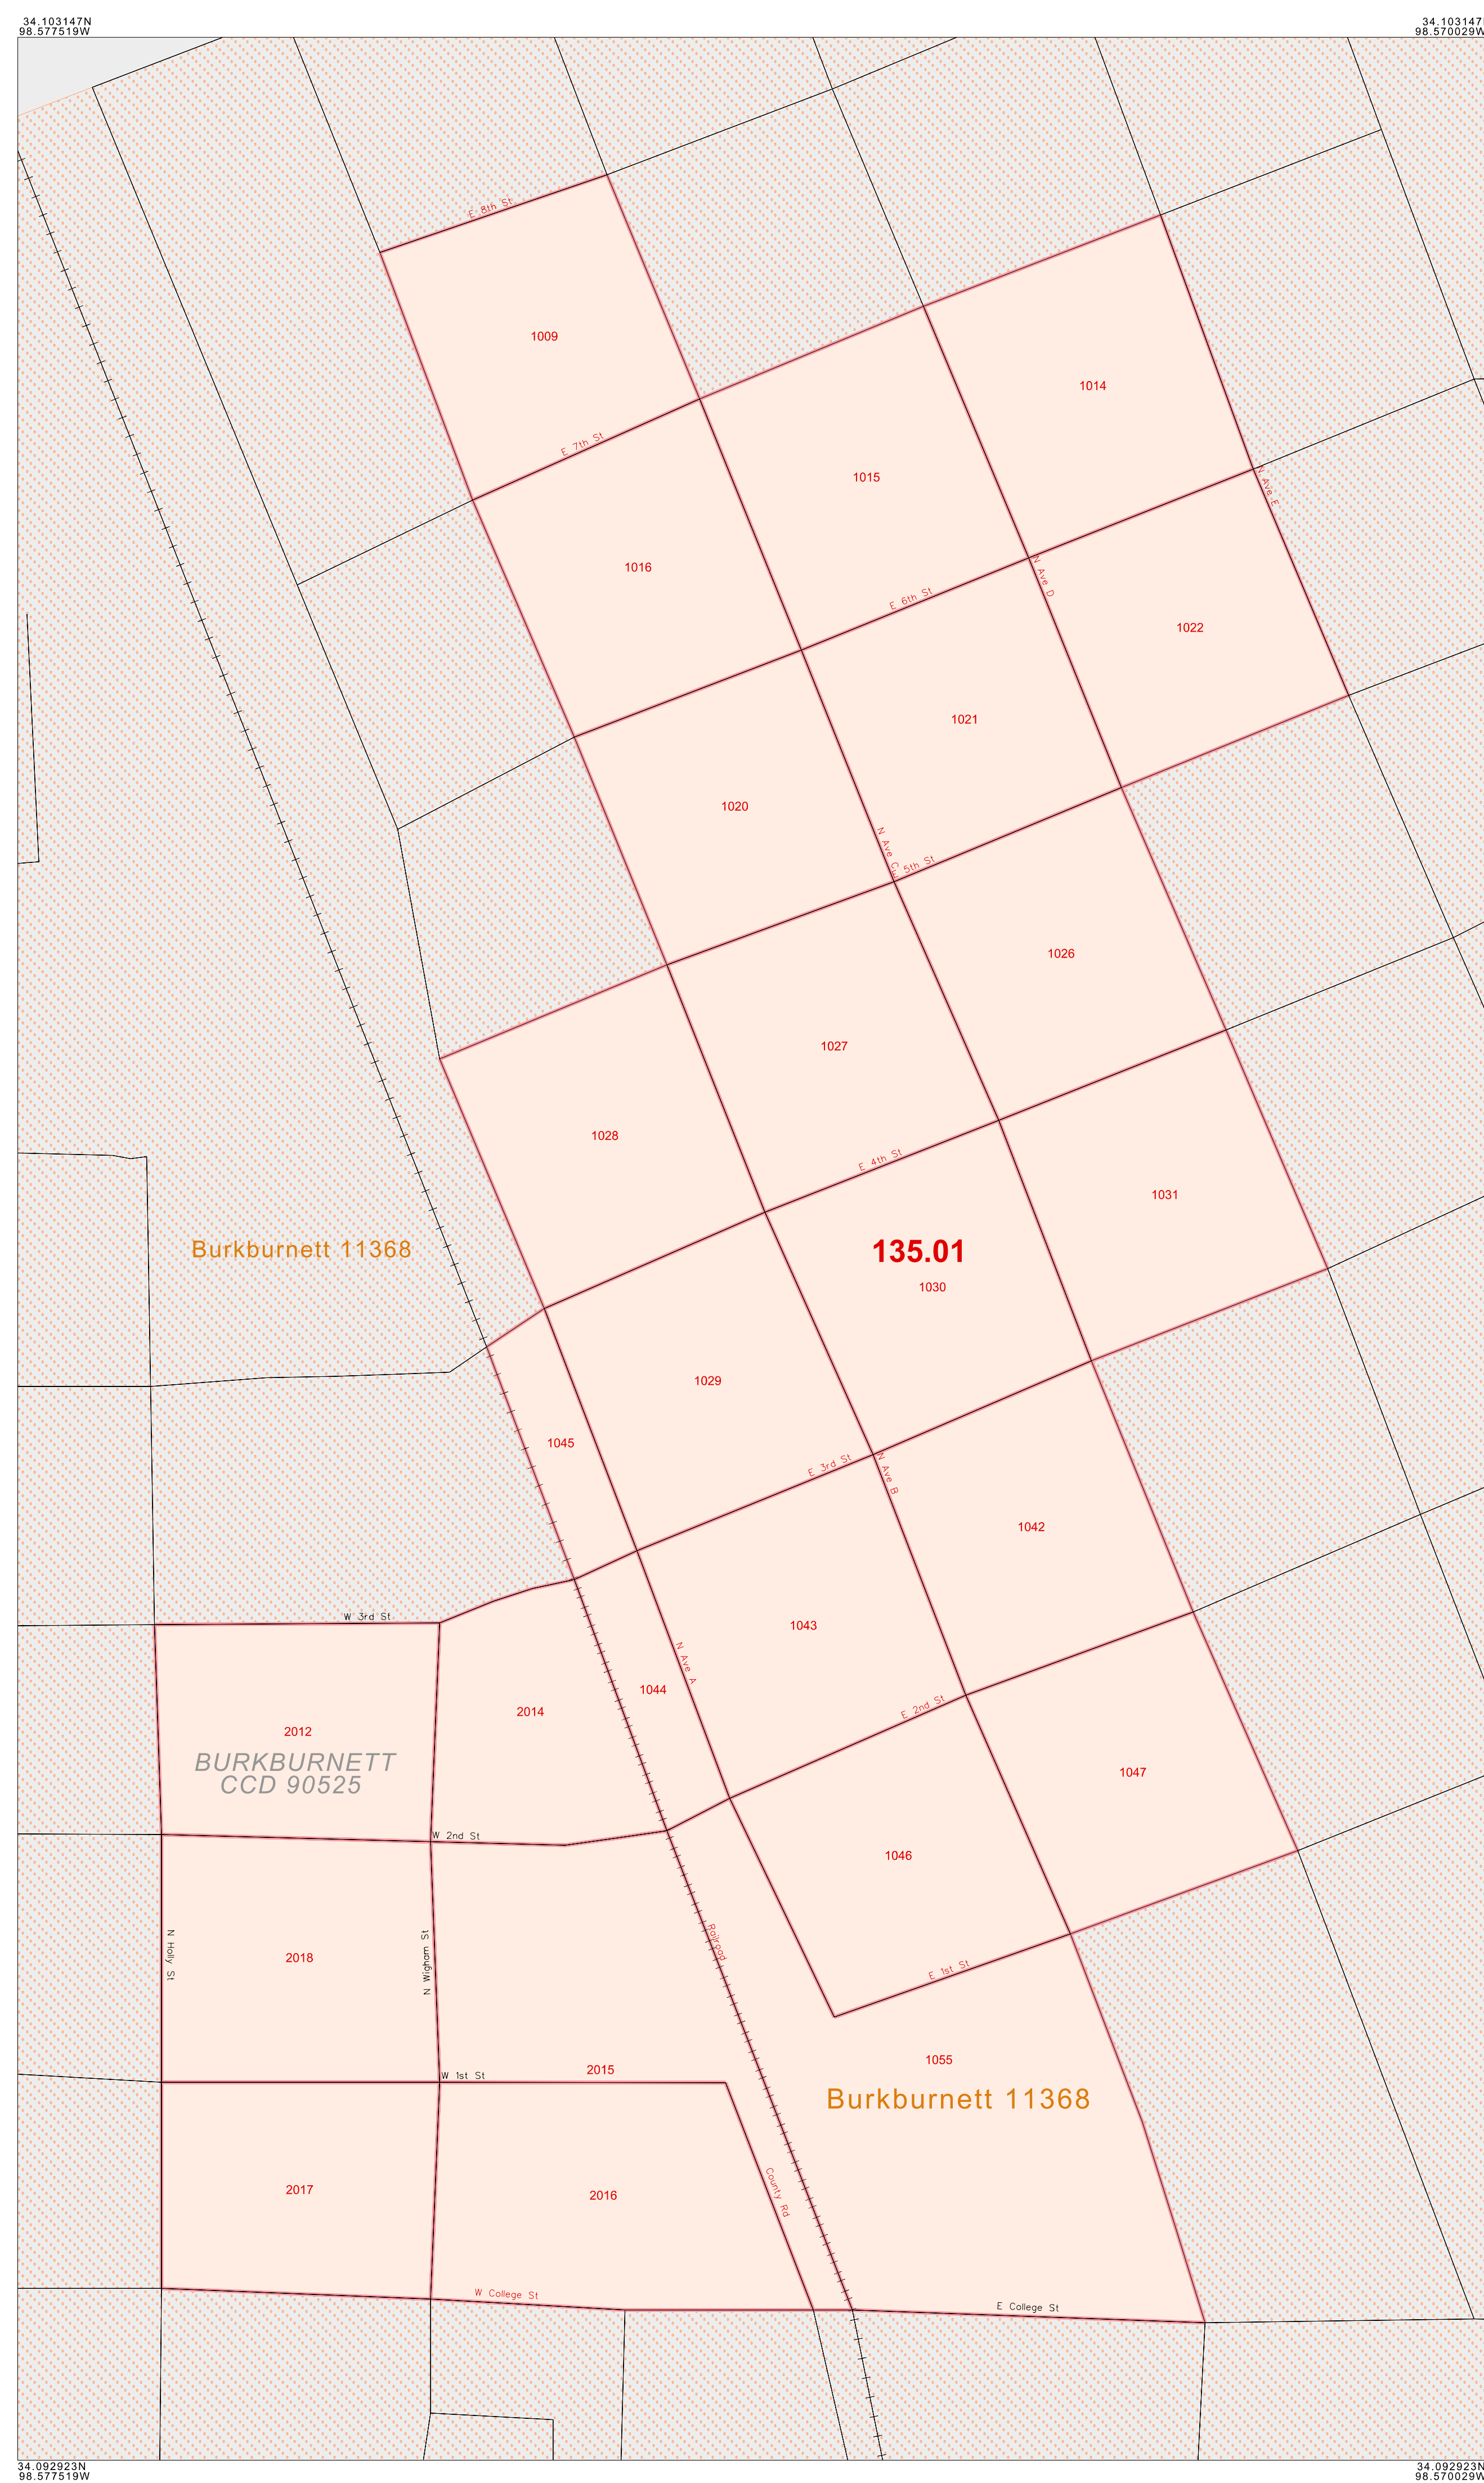 34.103147N
98.577519W
34.103147N
98.570029W
E 8th St
1009
1014
E 7th St
N Ave E
1015
1016
N Ave D
E 6th St
1022
1021
1020
N Ave C
E 5th St
1026
1027
1028
E 4th St
1031
Burkburnett 11368
135.01
1030
1029
1045
E 3rd St
N Ave B
1042
W 3rd St
1043
N Ave A
1044
E 2nd St
2014
2012
BURKBURNETT
CCD 90525
1047
W 2nd St
1046
N Holly St
N Wigham St
Railroad
2018
E 1st St
1055
2015
W 1st St
Burkburnett 11368
County Rd
2017
2016
W College St
E College St
34.092923N
98.577519W
34.092923N
98.570029W